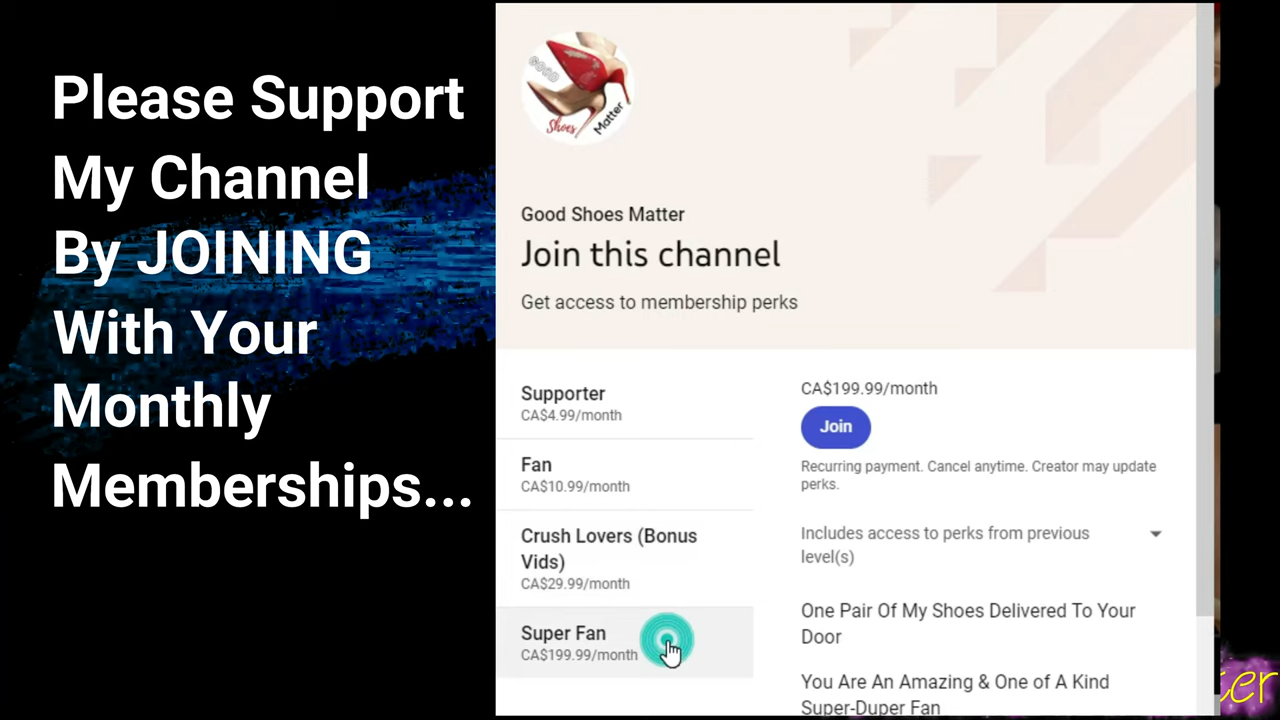 Please Support
My Channel
By JOINING
With Your
Monthly
Memberships...
GOOD
Shoes
Matter
Good Shoes Matter
Join this channel
Get access to membership perks
Supporter
CA$4.99/month
Fan
CA$10.99/month
Crush Lovers (Bonus
Vids)
CA$29.99/month
Super Fan
CA$199.99/month
CA$199.99/month
Join
Recurring payment. Cancel anytime. Creator may update
perks.
Includes access to perks from previous
level(s)
One Pair Of My Shoes Delivered To Your
Door
You Are An Amazing & One of A Kind
Super-Duper Fan